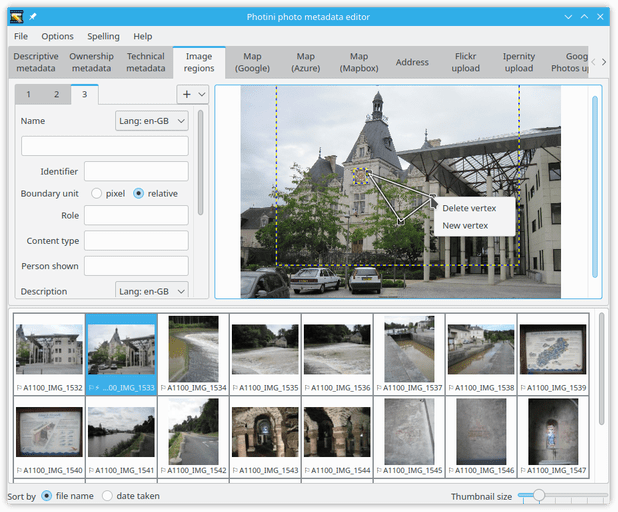 Photini photo metadata editor
File Options Spelling Help
Descriptive metadata
Ownership metadata
Technical metadata
Image regions
Map (Google)
Map (Azure)
Map (Mapbox)
Address
Flickr upload
Ipernity upload
Goog
Photos up
1 2 3
Name Lang: en-GB
Identifier
Boundary unit pixel relative
Role
Content type
Person shown
Description Lang: en-GB
Delete vertex
New vertex
A1100_IMG_1532 ...00_IMG_1533 A1100_IMG_1534 A1100_IMG_1535 A1100_IMG_1536 A1100_IMG_1537 A1100_IMG_1538 A1100_IMG_1539
A1100_IMG_1540 A1100_IMG_1541 A1100_IMG_1542 A1100_IMG_1543 A1100_IMG_1544 A1100_IMG_1545 A1100_IMG_1546 A1100_IMG_1547
Sort by file name date taken Thumbnail size